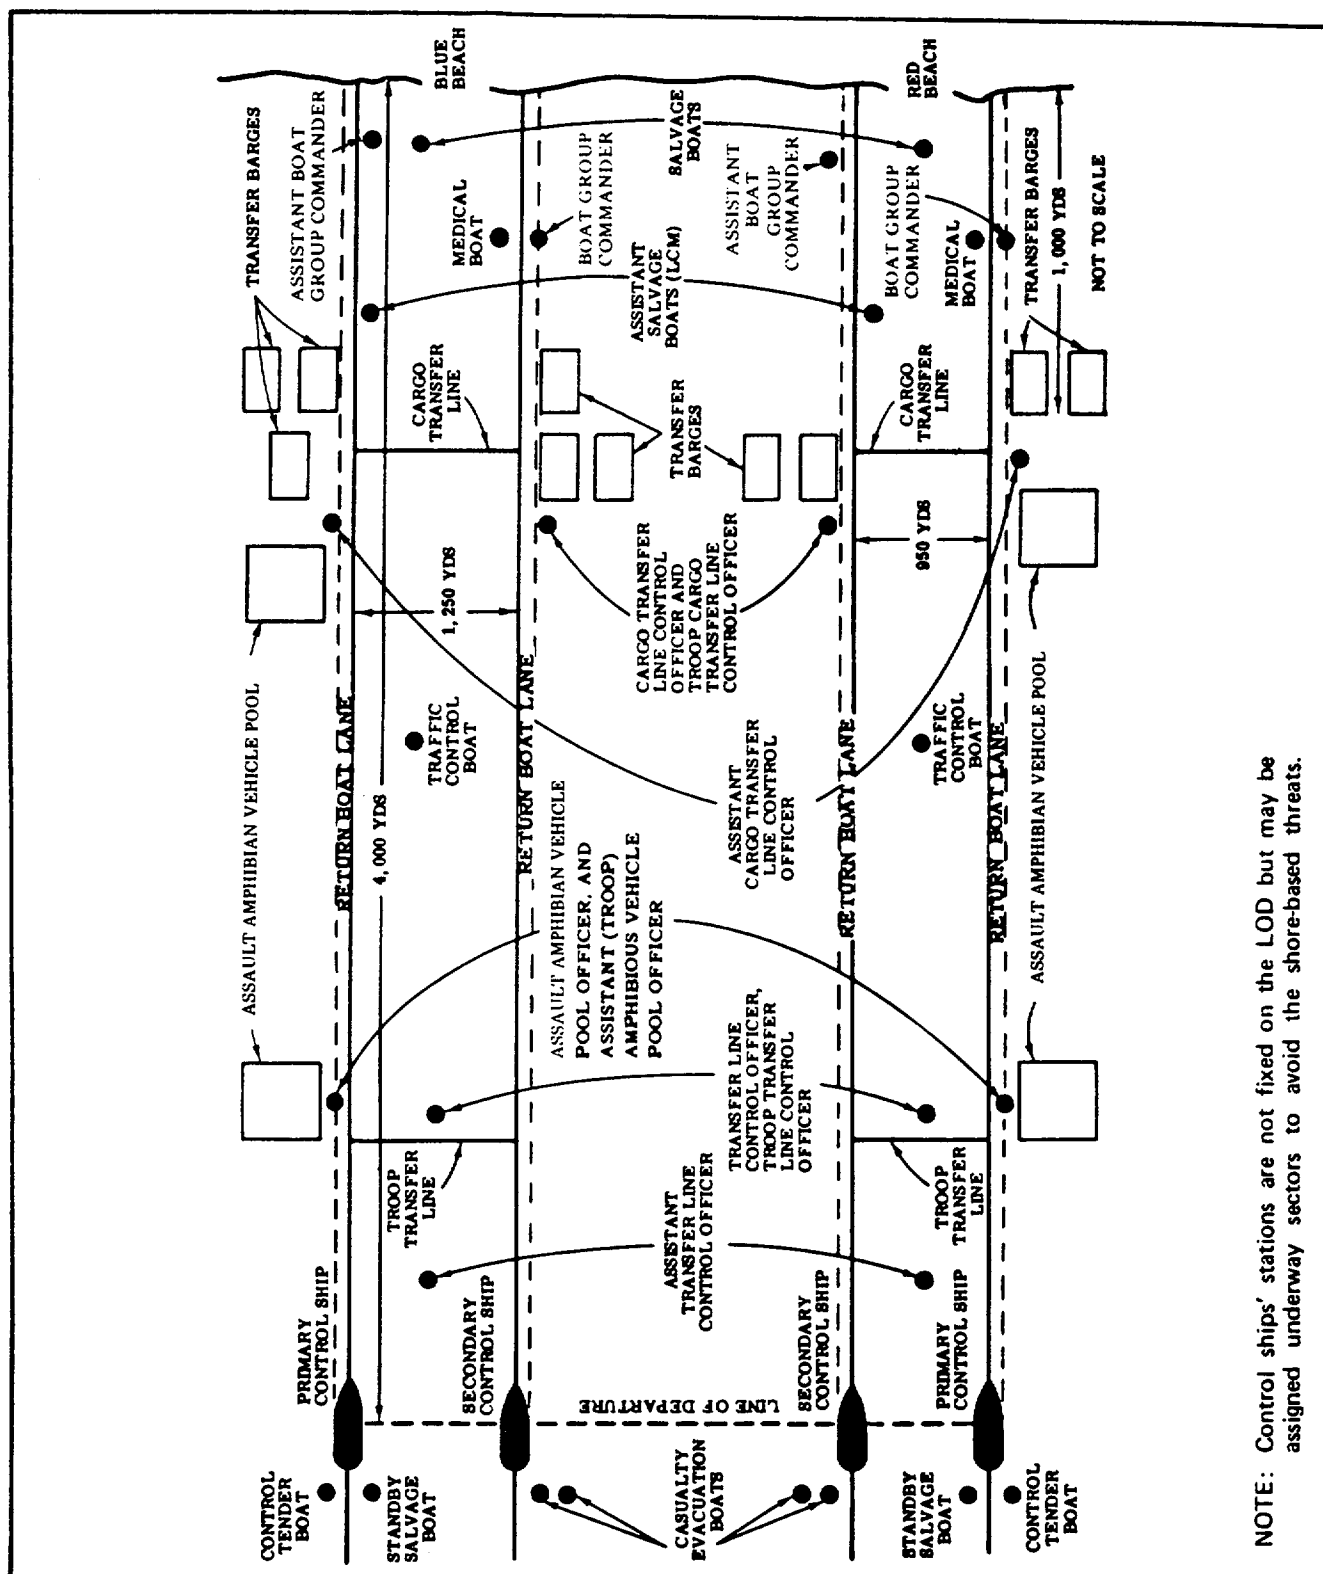 BLUE
BEACH
RED
BEACH
TRANSFER BARGES
ASSISTANT BOAT
GROUP COMMANDER
SALVAGE
BOATS
MEDICAL
BOAT
BOAT GROUP
COMMANDER
ASSISTANT
BOAT
GROUP
COMMANDER
BOAT GROUP
COMMANDER
MEDICAL
BOAT
TRANSFER BARGES
1,000 YDS
NOT TO SCALE
ASSISTANT
SALVAGE
BOATS (LCM)
CARGO
TRANSFER
LINE
TRANSFER
BARGES
CARGO
TRANSFER
LINE
1,250 YDS
950 YDS
CARGO TRANSFER
LINE CONTROL
OFFICER AND
TROOP CARGO
TRANSFER LINE
CONTROL OFFICER
ASSAULT AMPHIBIAN VEHICLE POOL
RETURN BOAT LANE
4,000 YDS
TRAFFIC
CONTROL
BOAT
RETURN BOAT LANE
ASSISTANT
CARGO TRANSFER
LINE CONTROL
OFFICER
RETURN BOAT LANE
TRAFFIC
CONTROL
BOAT
RETURN BOAT LANE
ASSAULT AMPHIBIAN VEHICLE POOL
ASSAULT AMPHIBIAN VEHICLE
POOL OFFICER, AND
ASSISTANT (TROOP)
AMPHIBIOUS VEHICLE
POOL OFFICER
TRANSFER LINE
CONTROL OFFICER,
TROOP TRANSFER
LINE CONTROL
OFFICER
TROOP
TRANSFER
LINE
ASSISTANT
TRANSFER LINE
CONTROL OFFICER
TROOP
TRANSFER
LINE
PRIMARY
CONTROL SHIP
SECONDARY
CONTROL SHIP
LINE OF DEPARTURE
SECONDARY
CONTROL SHIP
PRIMARY
CONTROL SHIP
CONTROL
TENDER
BOAT
STANDBY
SALVAGE
BOAT
CASUALTY
EVACUATION
BOATS
STANDBY
SALVAGE
BOAT
CONTROL
TENDER
BOAT
NOTE: Control ships' stations are not fixed on the LOD but may be
assigned underway sectors to avoid the shore-based threats.